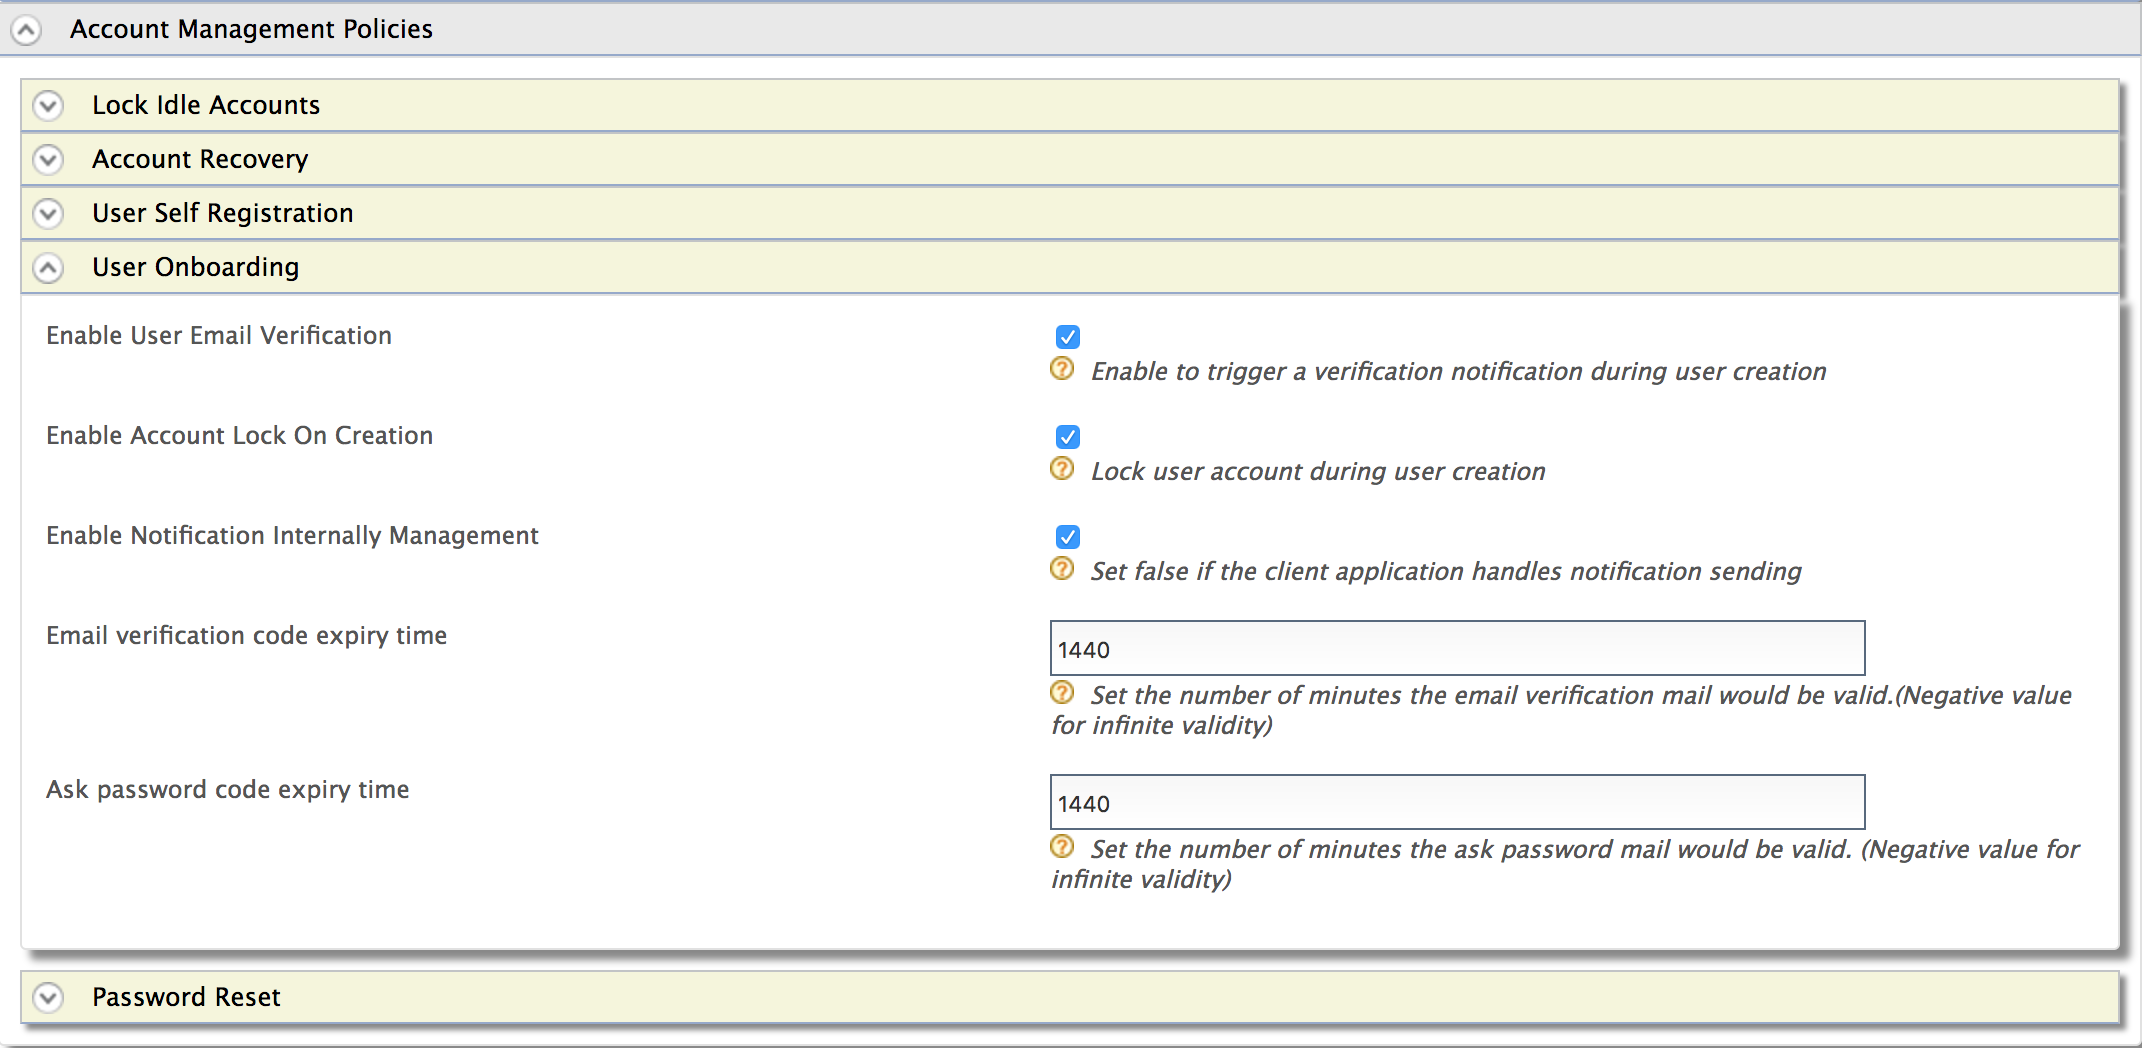 Account Management Policies
Lock Idle Accounts
Account Recovery
User Self Registration
User Onboarding
Enable User Email Verification
Enable to trigger a verification notification during user creation
Enable Account Lock On Creation
Lock user account during user creation
Enable Notification Internally Management
Set false if the client application handles notification sending
Email verification code expiry time
1440
Set the number of minutes the email verification mail would be valid.(Negative value
for infinite validity)
Ask password code expiry time
1440
Set the number of minutes the ask password mail would be valid. (Negative value for
infinite validity)
Password Reset